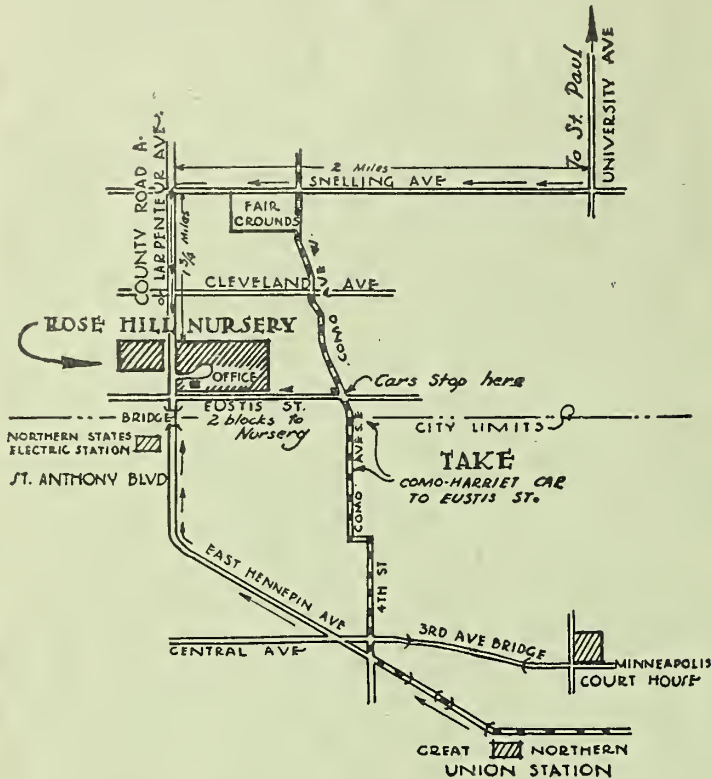 To St. Paul
UNIVERSITY AVE
COUNTY ROAD A.
or LARPENTEUR AVE.
2 Miles
SNELLING AVE
FAIR
GROUNDS
1 3/4 Miles
CLEVELAND AVE
COMO AVE W.
ROSE HILL NURSERY
OFFICE
Cars Stop here
EUSTIS ST.
2 blocks to
Nursery
BRIDGE
CITY LIMITS
NORTHERN STATES
ELECTRIC STATION
ST. ANTHONY BLVD
COMO AVE S.E
TAKE
COMO-HARRIET CAR
TO EUSTIS ST.
EAST HENNEPIN AVE
4TH ST
CENTRAL AVE
3RD AVE BRIDGE
MINNEAPOLIS
COURT HOUSE
GREAT NORTHERN
UNION STATION